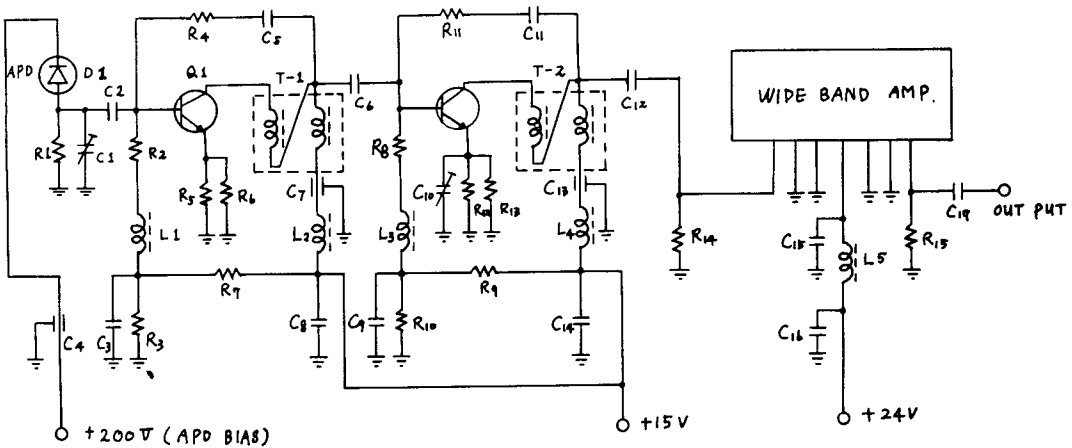 R4
C5
R11
C11
APD
D1
C2
Q1
T-1
C6
T-2
C12
WIDE BAND AMP.
R1
C1
R2
R5
R6
C7
R8
C10
R12
R13
C13
L1
L2
L3
L4
R14
C15
L5
R15
C19
OUT PUT
R7
R9
C4
C3
R3
C8
C9
R10
C14
C16
+200V (APD BIAS)
+15V
+24V